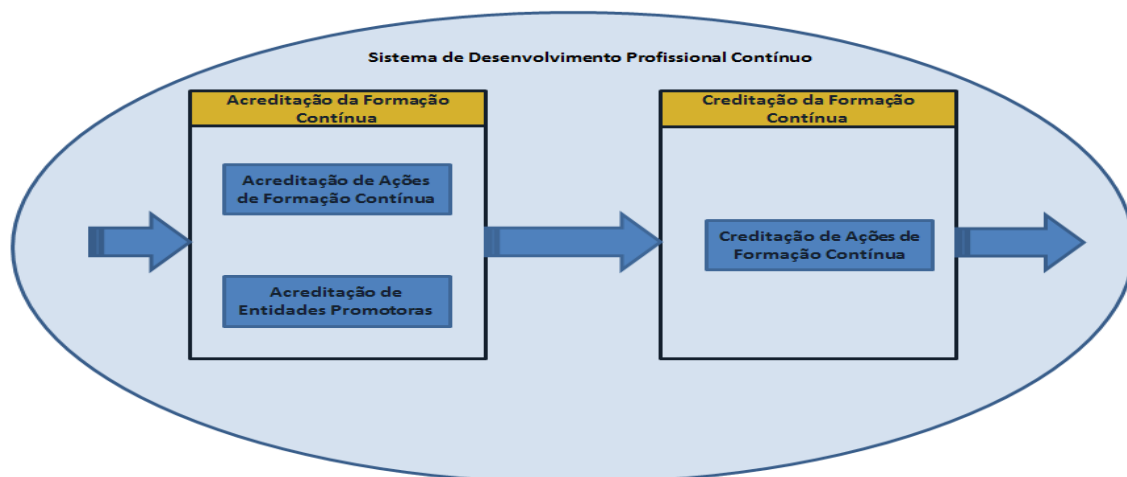 Sistema de Desenvolvimento Profissional Contínuo
Acreditação da Formação
Contínua
Acreditação de Ações
de Formação Contínua
Acreditação de
Entidades Promotoras
Creditação da Formação
Contínua
Creditação de Ações de
Formação Contínua